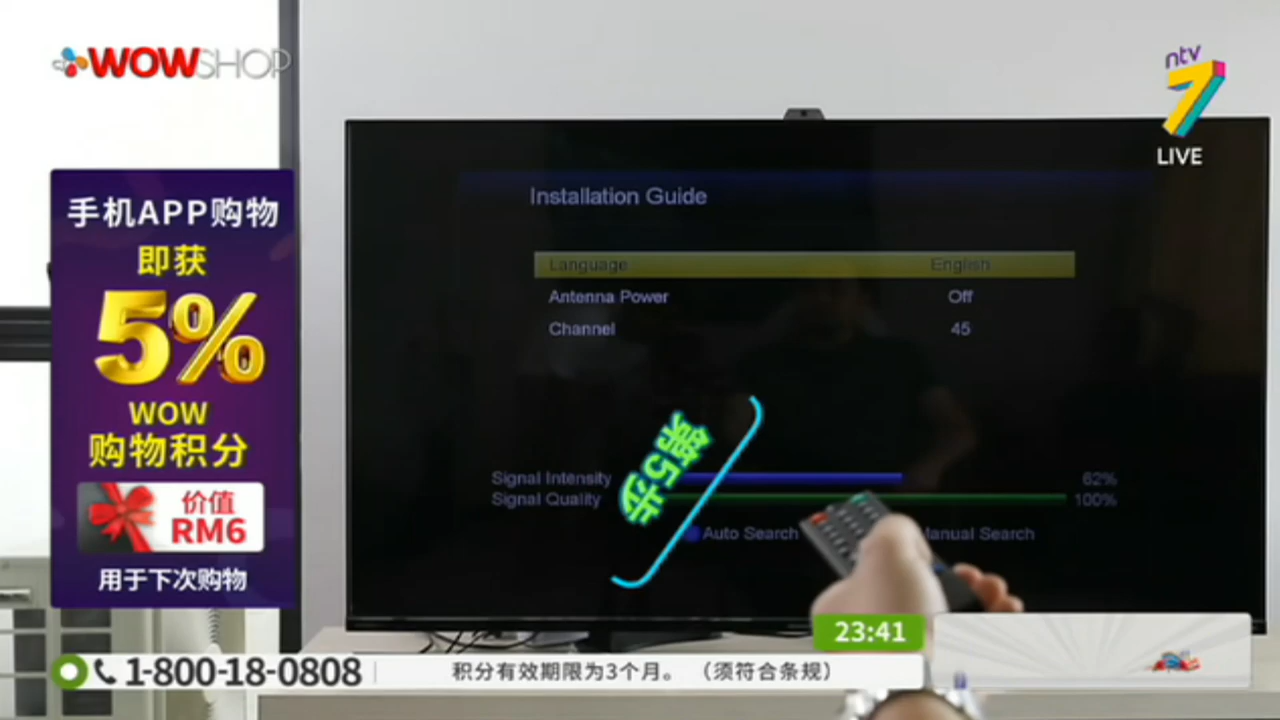 WOWSHOP
ntv
7
LIVE
手机APP购物
即获
5%
WOW
购物积分
价值
RM6
用于下次购物
Installation Guide
Language English
Antenna Power Off
Channel 45
第5步
Signal Intensity 62%
Signal Quality 100%
Auto Search Manual Search
23:41
1-800-18-0808
积分有效期限为3个月。（须符合条规）